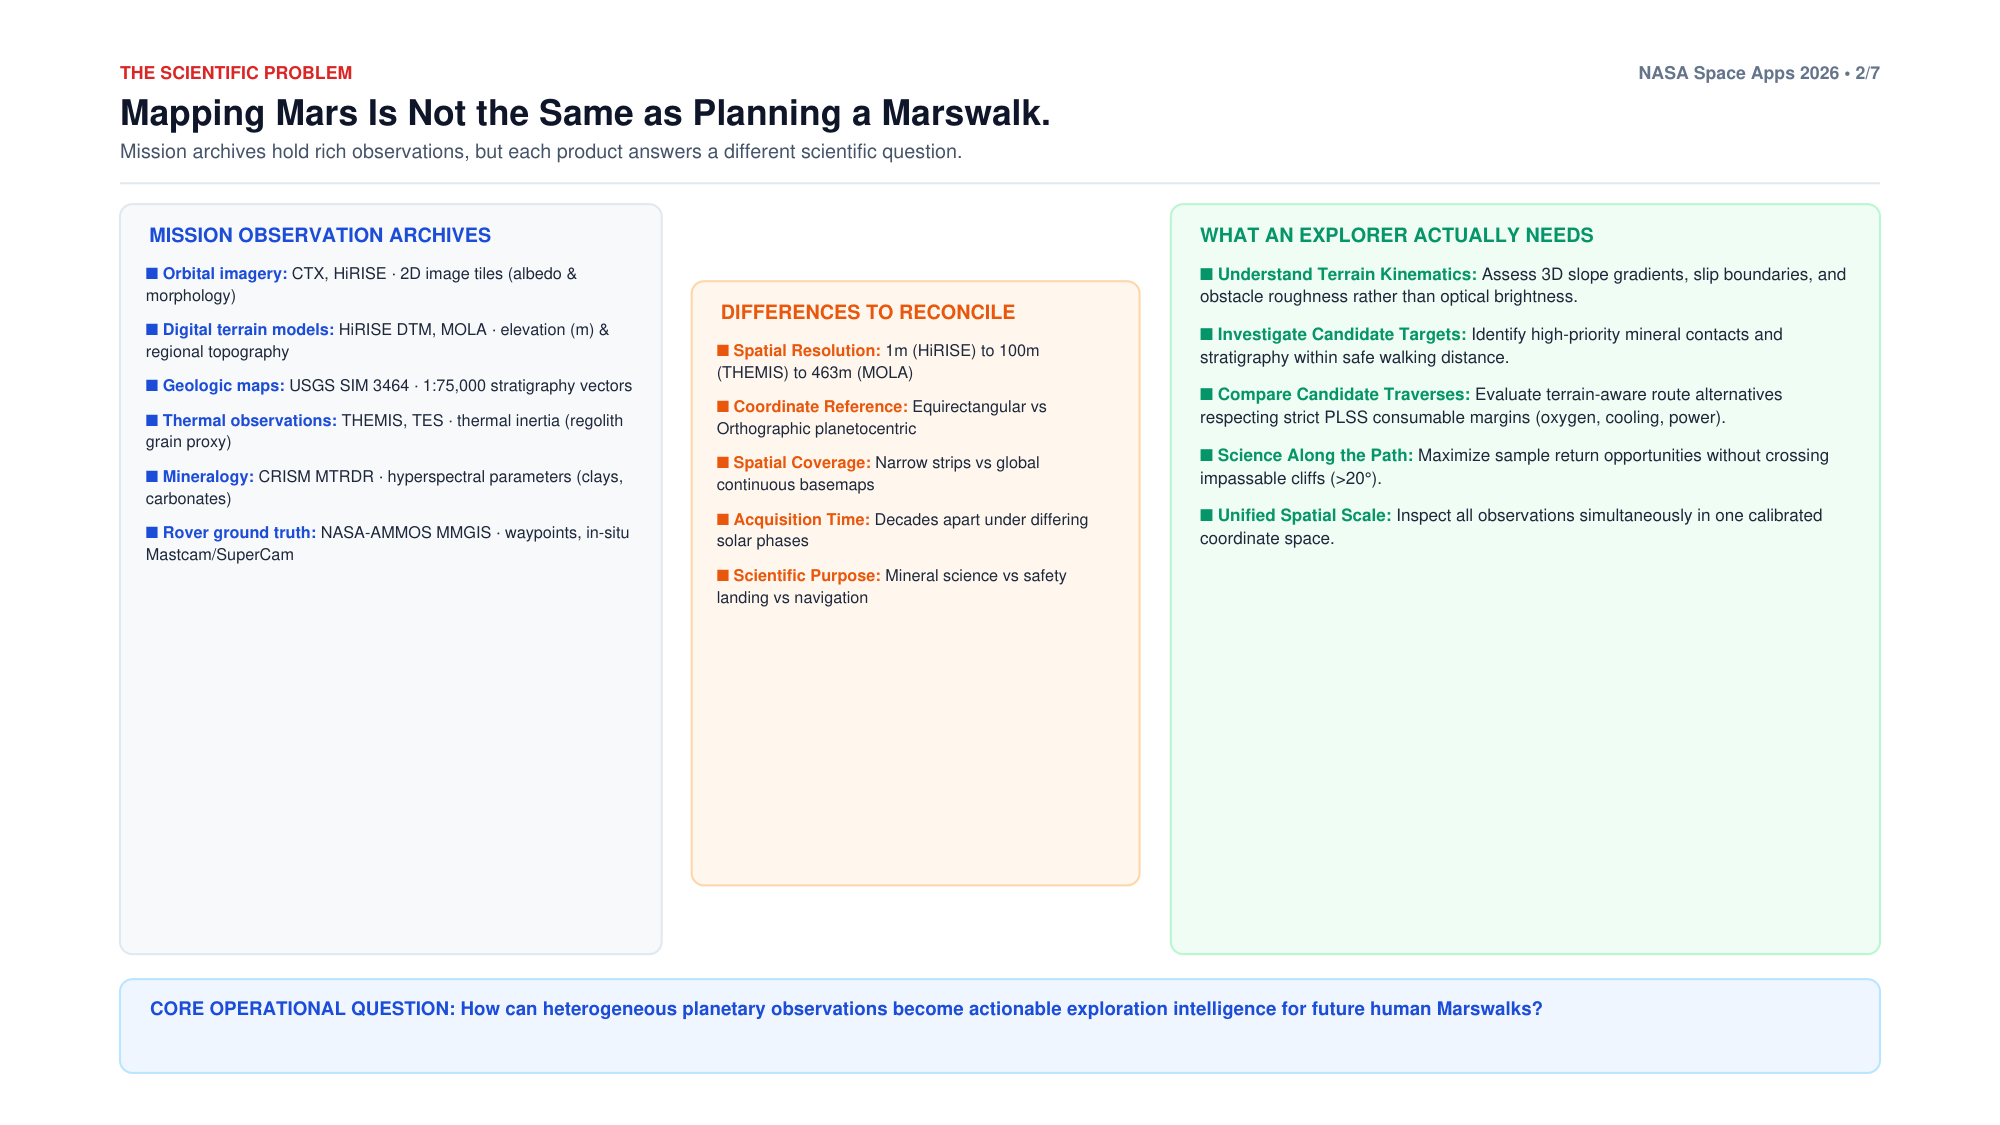 THE SCIENTIFIC PROBLEM
NASA Space Apps 2026 • 2/7
Mapping Mars Is Not the Same as Planning a Marswalk.
Mission archives hold rich observations, but each product answers a different scientific question.
MISSION OBSERVATION ARCHIVES
■ Orbital imagery: CTX, HiRISE · 2D image tiles (albedo &
morphology)
■ Digital terrain models: HiRISE DTM, MOLA · elevation (m) &
regional topography
■ Geologic maps: USGS SIM 3464 · 1:75,000 stratigraphy vectors
■ Thermal observations: THEMIS, TES · thermal inertia (regolith
grain proxy)
■ Mineralogy: CRISM MTRDR · hyperspectral parameters (clays,
carbonates)
■ Rover ground truth: NASA-AMMOS MMGIS · waypoints, in-situ
Mastcam/SuperCam
DIFFERENCES TO RECONCILE
■ Spatial Resolution: 1m (HiRISE) to 100m
(THEMIS) to 463m (MOLA)
■ Coordinate Reference: Equirectangular vs
Orthographic planetocentric
■ Spatial Coverage: Narrow strips vs global
continuous basemaps
■ Acquisition Time: Decades apart under differing
solar phases
■ Scientific Purpose: Mineral science vs safety
landing vs navigation
WHAT AN EXPLORER ACTUALLY NEEDS
■ Understand Terrain Kinematics: Assess 3D slope gradients, slip boundaries, and
obstacle roughness rather than optical brightness.
■ Investigate Candidate Targets: Identify high-priority mineral contacts and
stratigraphy within safe walking distance.
■ Compare Candidate Traverses: Evaluate terrain-aware route alternatives
respecting strict PLSS consumable margins (oxygen, cooling, power).
■ Science Along the Path: Maximize sample return opportunities without crossing
impassable cliffs (>20°).
■ Unified Spatial Scale: Inspect all observations simultaneously in one calibrated
coordinate space.
CORE OPERATIONAL QUESTION: How can heterogeneous planetary observations become actionable exploration intelligence for future human Marswalks?